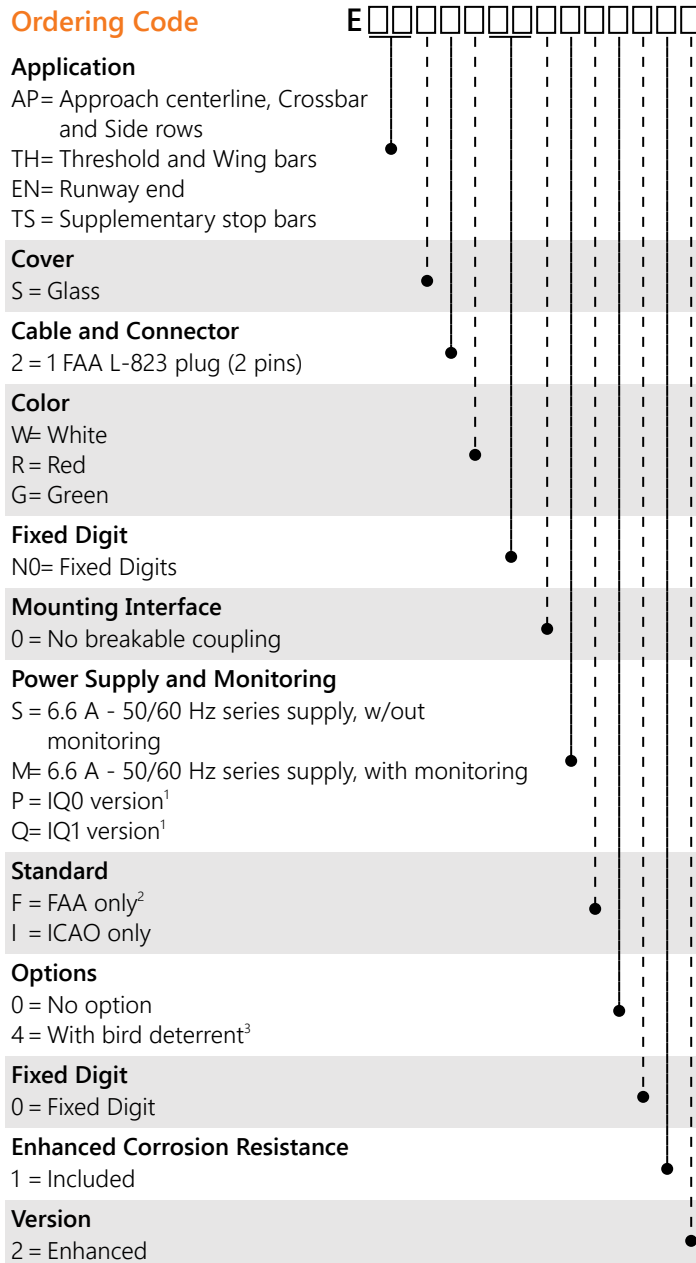 Ordering Code
E
Application
AP= Approach centerline, Crossbar
and Side rows
TH= Threshold and Wing bars
EN= Runway end
TS = Supplementary stop bars
Cover
S = Glass
Cable and Connector
2 = 1 FAA L-823 plug (2 pins)
Color
W= White
R = Red
G= Green
Fixed Digit
N0= Fixed Digits
Mounting Interface
0 = No breakable coupling
Power Supply and Monitoring
S = 6.6 A - 50/60 Hz series supply, w/out
monitoring
M= 6.6 A - 50/60 Hz series supply, with monitoring
P = IQ0 version¹
Q= IQ1 version¹
Standard
F = FAA only²
I = ICAO only
Options
0 = No option
4 = With bird deterrent³
Fixed Digit
0 = Fixed Digit
Enhanced Corrosion Resistance
1 = Included
Version
2 = Enhanced